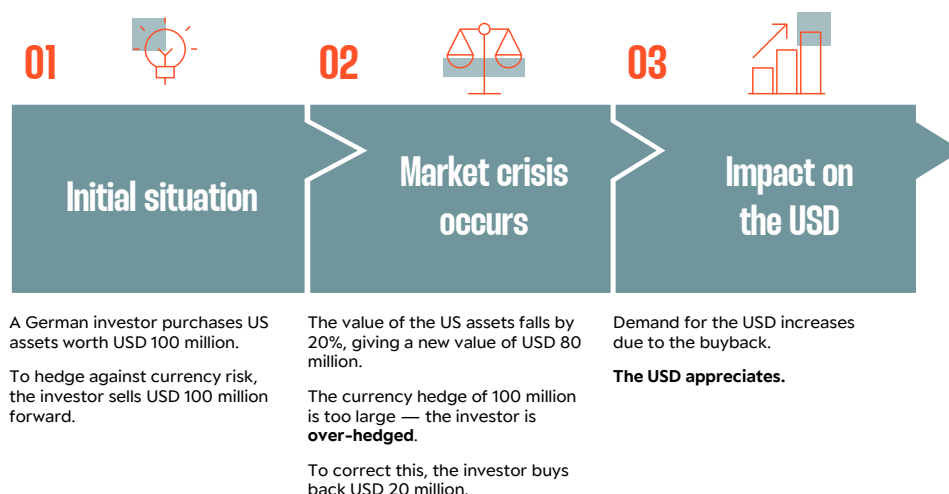 01
Initial situation
A German investor purchases US
assets worth USD 100 million.
To hedge against currency risk,
the investor sells USD 100 million
forward.
02
Market crisis
occurs
The value of the US assets falls by
20%, giving a new value of USD 80
million.
The currency hedge of 100 million
is too large — the investor is
over-hedged.
To correct this, the investor buys
back USD 20 million.
03
Impact on
the USD
Demand for the USD increases
due to the buyback.
The USD appreciates.